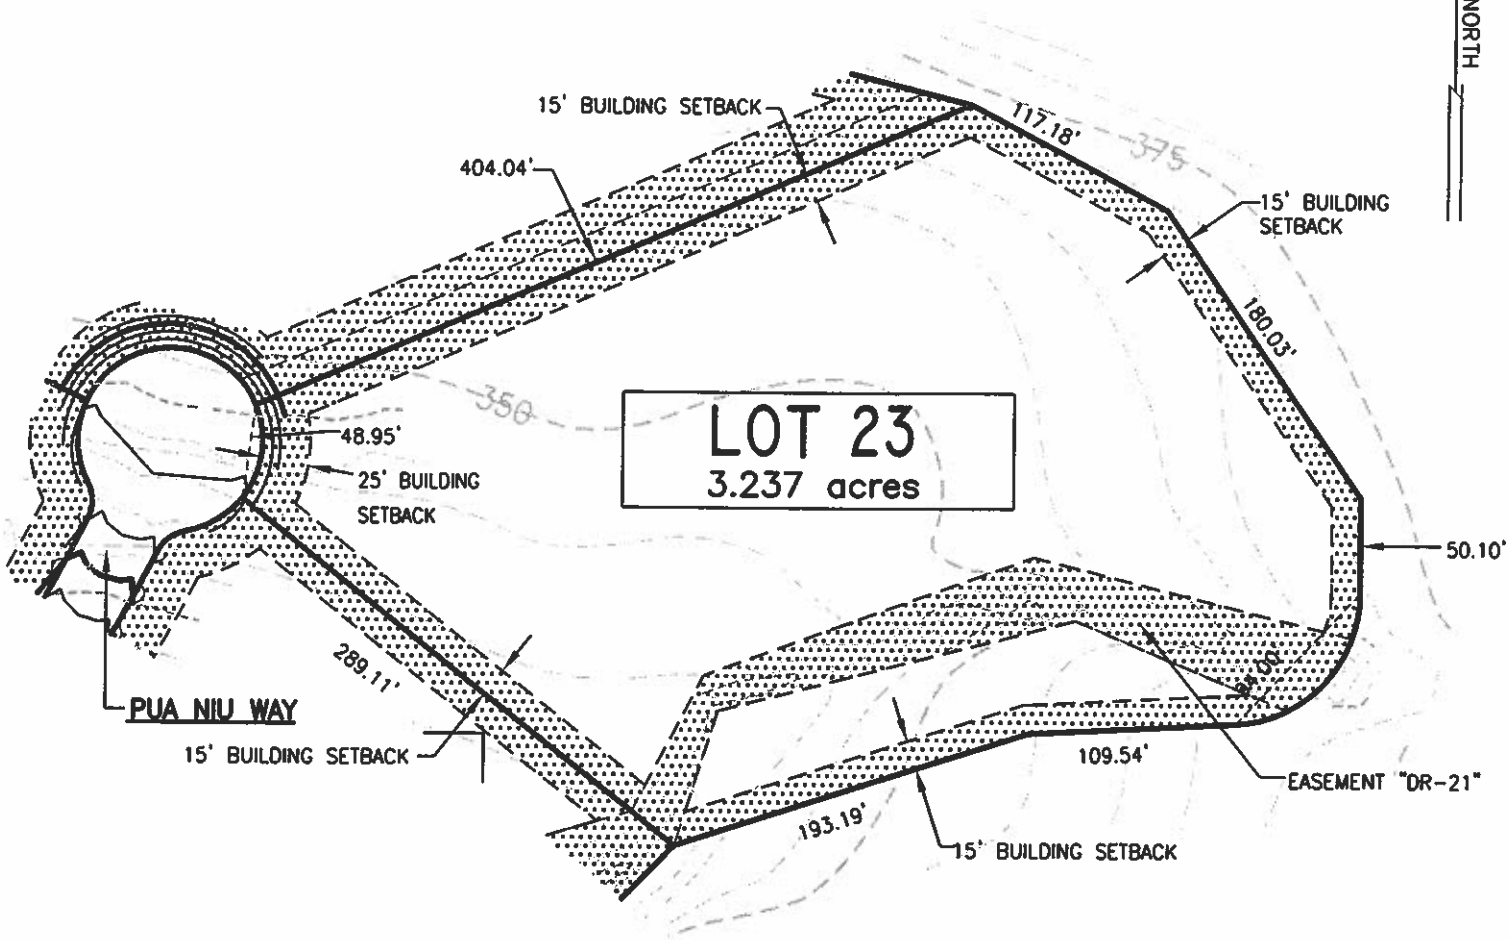 NORTH
15' BUILDING SETBACK
117.18'
375
404.04'
15' BUILDING
SETBACK
180.03'
350
LOT 23
3.237 acres
48.95'
25' BUILDING
SETBACK
50.10'
289.11'
84.00
PUA NIU WAY
15' BUILDING SETBACK
109.54'
EASEMENT "DR-21"
193.19'
15' BUILDING SETBACK